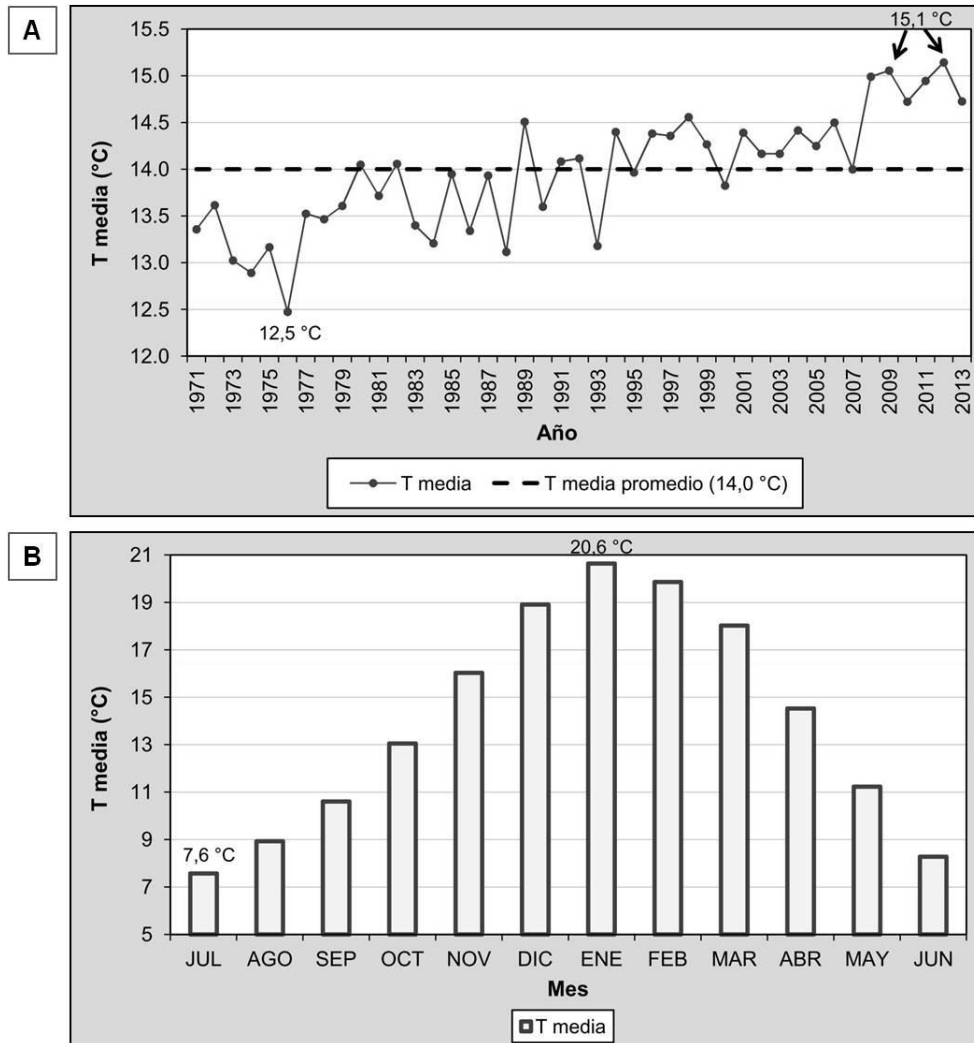 A
15,1 °C
15.5
15.0
14.5
14.0
13.5
13.0
12.5
12.0
T media (°C)
12,5 °C
1971 1973 1975 1977 1979 1981 1983 1985 1987 1989 1991 1993 1995 1997 1999 2001 2003 2005 2007 2009 2011 2013
Año
T media T media promedio (14,0 °C)
B
20,6 °C
21
19
17
15
13
11
9
7
5
T media (°C)
7,6 °C
JUL AGO SEP OCT NOV DIC ENE FEB MAR ABR MAY JUN
Mes
T media